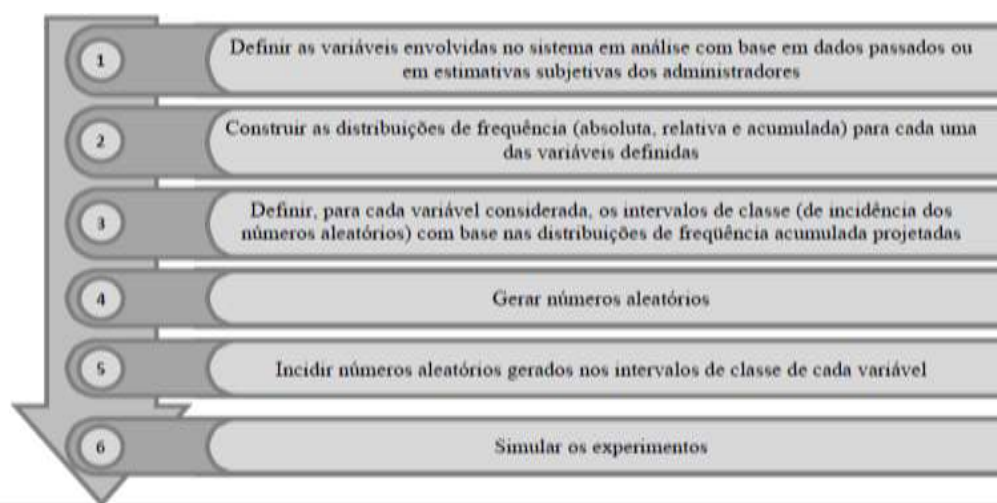 1
Definir as variáveis envolvidas no sistema em análise com base em dados passados ou
em estimativas subjetivas dos administradores
2
Construir as distribuições de frequência (absoluta, relativa e acumulada) para cada uma
das variáveis definidas
3
Definir, para cada variável considerada, os intervalos de classe (de incidência dos
números aleatórios) com base nas distribuições de freqüência acumulada projetadas
4
Gerar números aleatórios
5
Incidir números aleatórios gerados nos intervalos de classe de cada variável
6
Simular os experimentos